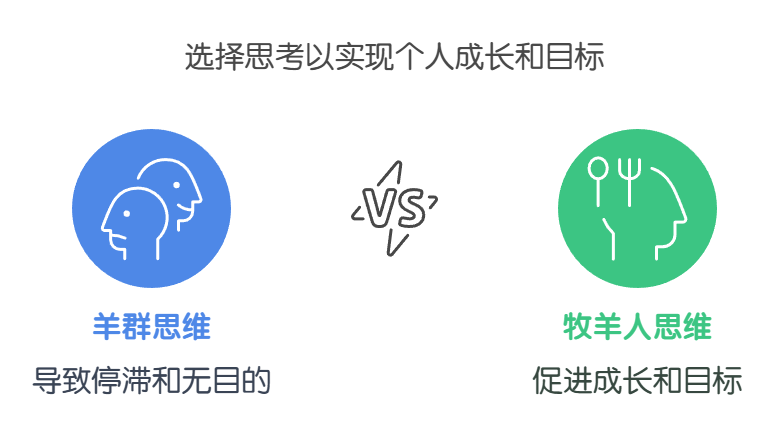 选择思考以实现个人成长和目标
VS
羊群思维
牧羊人思维
导致停滞和无目的
促进成长和目标